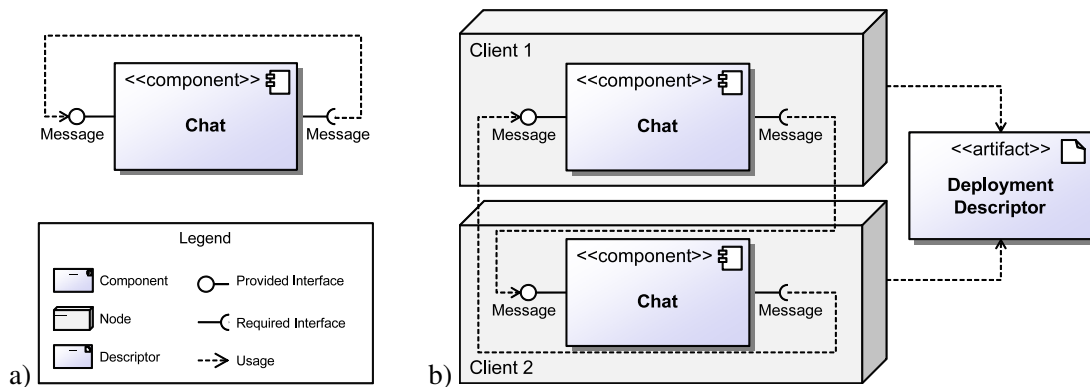 <<component>>
Chat
Message
Message
Legend
Component
Provided Interface
Node
Required Interface
Descriptor
Usage
a)
Client 1
<<component>>
Chat
Message
Message
<<artifact>>
Deployment
Descriptor
<<component>>
Chat
Message
Message
Client 2
b)